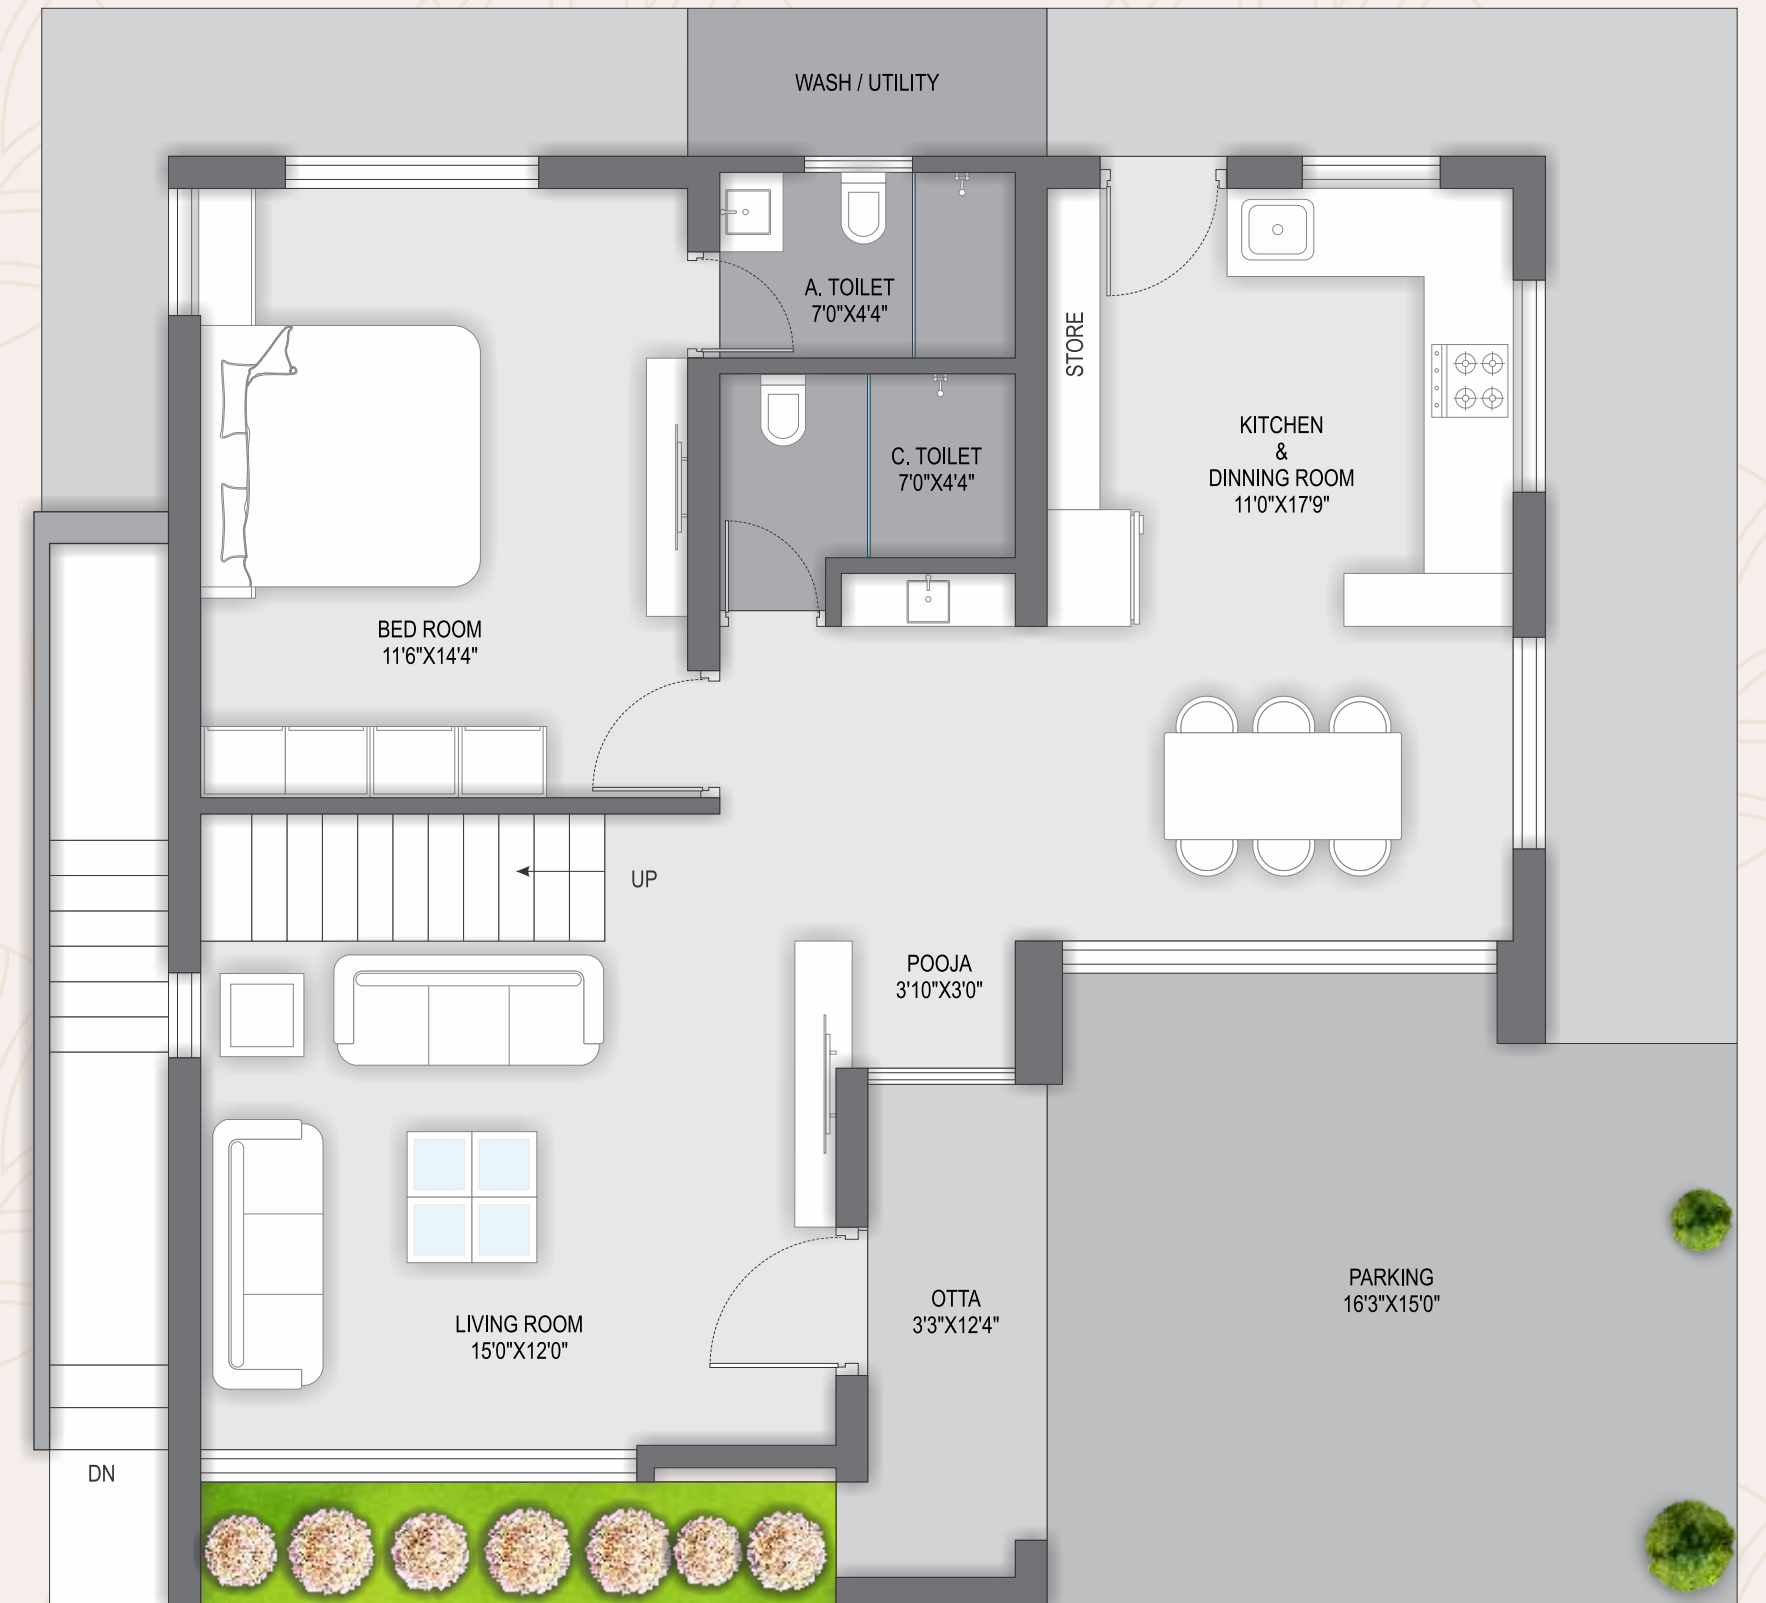 WASH / UTILITY
A. TOILET
7'0"X4'4"
STORE
KITCHEN
&
DINNING ROOM
11'0"X17'9"
C. TOILET
7'0"X4'4"
BED ROOM
11'6"X14'4"
UP
POOJA
3'10"X3'0"
LIVING ROOM
15'0"X12'0"
OTTA
3'3"X12'4"
PARKING
16'3"X15'0"
DN